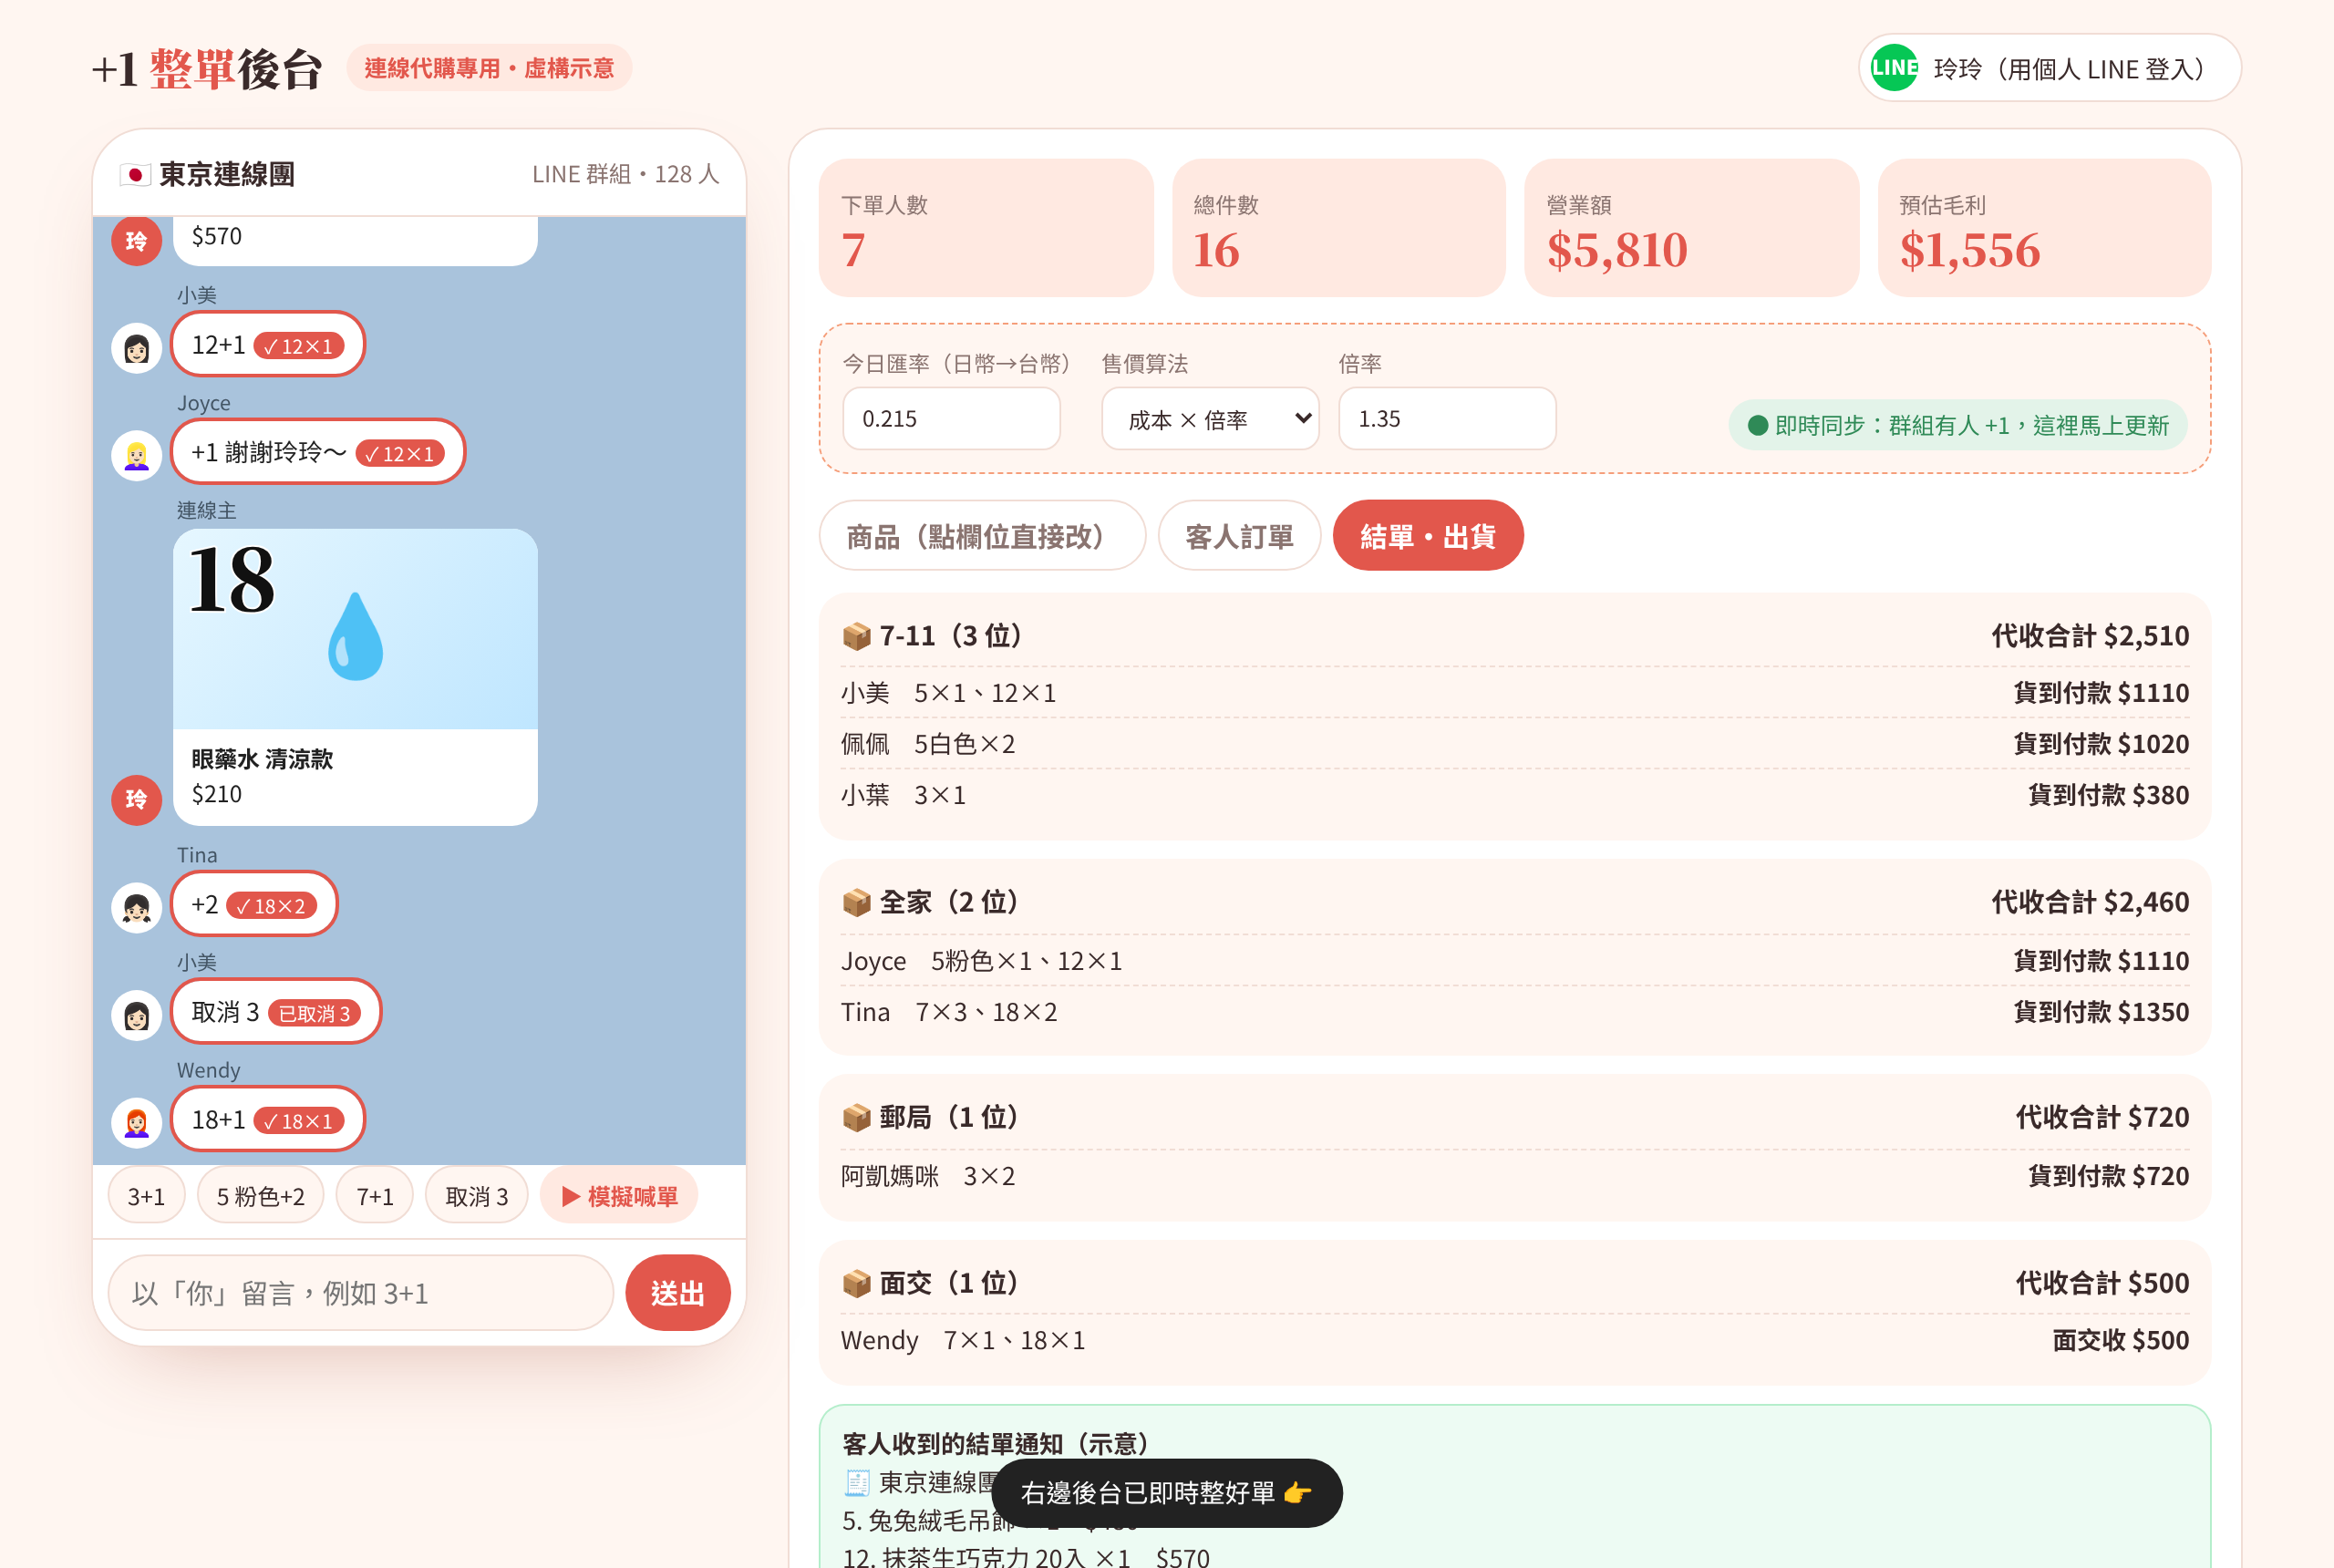 +1 整單後台
連線代購專用・虛構示意
LINE
玲玲（用個人 LINE 登入）
🇯🇵 東京連線團
LINE 群組・128 人
玲
$570
小美
12+1 ✓12×1
Joyce
+1 謝謝玲玲～ ✓12×1
連線主
18
眼藥水 清涼款
$210
玲
Tina
+2 ✓18×2
小美
取消 3 已取消 3
Wendy
18+1 ✓18×1
3+1
5 粉色+2
7+1
取消 3
▶ 模擬喊單
以「你」留言，例如 3+1
送出
下單人數
7
總件數
16
營業額
$5,810
預估毛利
$1,556
今日匯率（日幣→台幣）
0.215
售價算法
成本 × 倍率
倍率
1.35
● 即時同步：群組有人 +1，這裡馬上更新
商品（點欄位直接改）
客人訂單
結單・出貨
📦 7-11（3 位） 代收合計 $2,510
小美 5×1、12×1 貨到付款 $1110
佩佩 5白色×2 貨到付款 $1020
小葉 3×1 貨到付款 $380
📦 全家（2 位） 代收合計 $2,460
Joyce 5粉色×1、12×1 貨到付款 $1110
Tina 7×3、18×2 貨到付款 $1350
📦 郵局（1 位） 代收合計 $720
阿凱媽咪 3×2 貨到付款 $720
📦 面交（1 位） 代收合計 $500
Wendy 7×1、18×1 面交收 $500
客人收到的結單通知（示意）
🧾 東京連線團
5. 兔兔絨毛吊飾
12. 抹茶生巧克力 20入 ×1 $570
右邊後台已即時整好單 👉